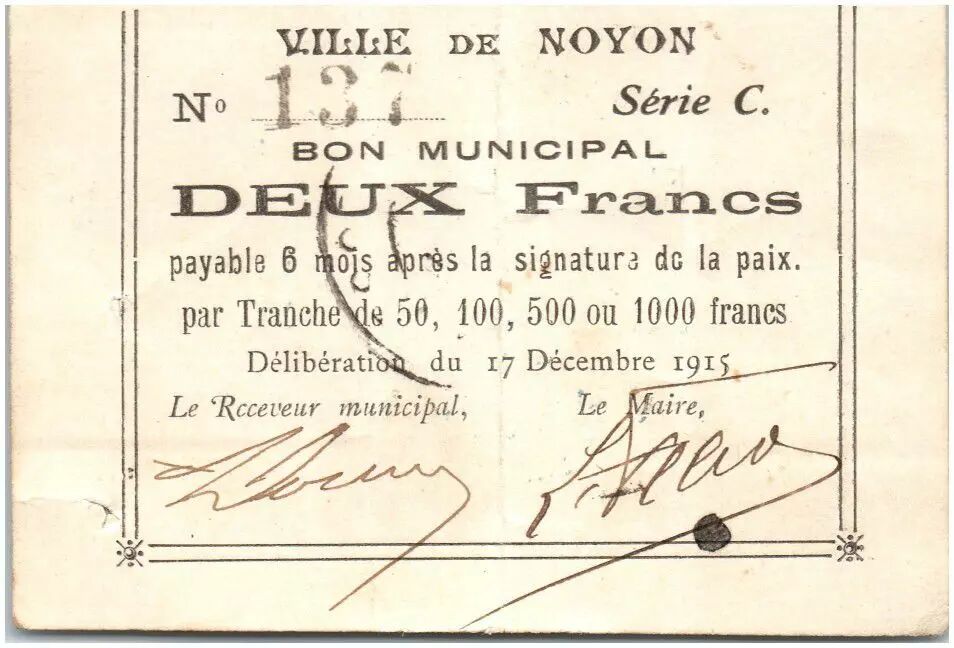 VILLE DE NOYON
Nº 137 Série C.
BON MUNICIPAL
DEUX Francs
payable 6 mois après la signature de la paix.
par Tranche de 50, 100, 500 ou 1000 francs
Délibération du 17 Décembre 1915
Le Receveur municipal, Le Maire,